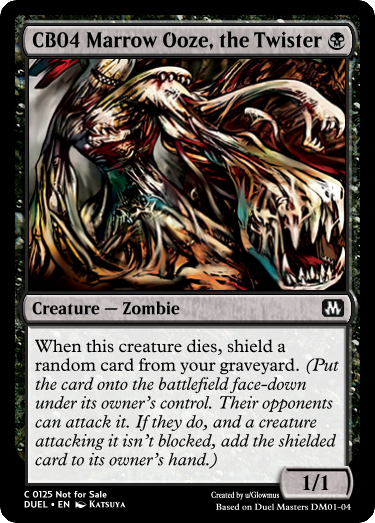 CB04 Marrow Ooze, the Twister
Creature — Zombie
When this creature dies, shield a
random card from your graveyard. (Put
the card onto the battlefield face-down
under its owner's control. Their opponents
can attack it. If they do, and a creature
attacking it isn't blocked, add the shielded
card to its owner's hand.)
1/1
C 0125 Not for Sale
DUEL • EN Katsuya
Created by u/Glowmus
Based on Duel Masters DM01-04